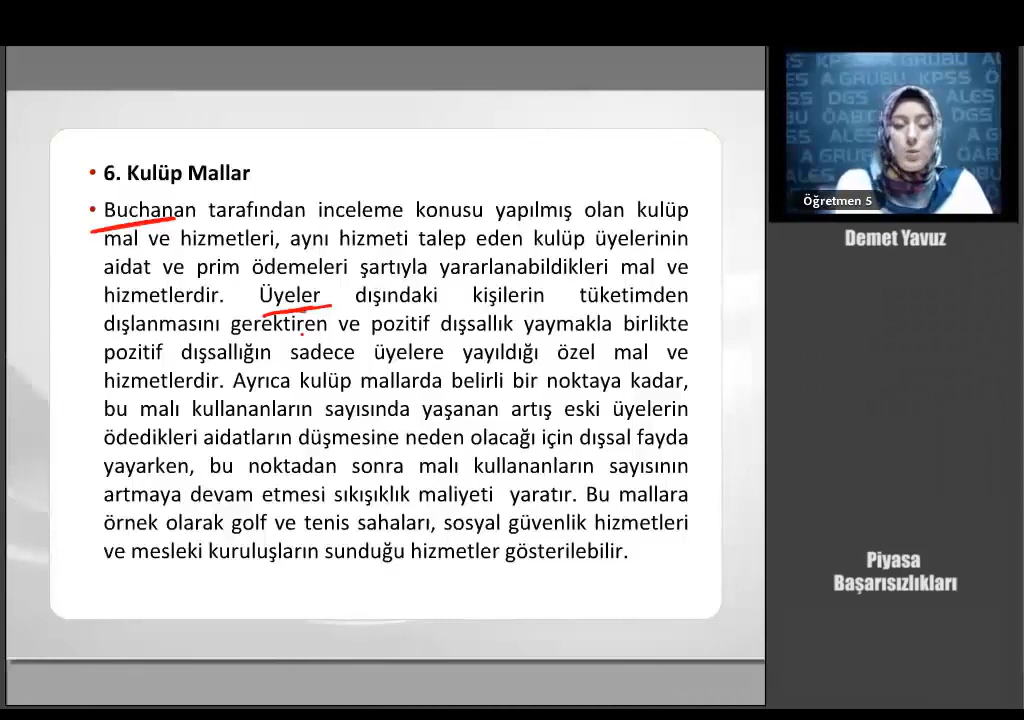 6. Kulüp Mallar
Buchanan tarafından inceleme konusu yapılmış olan kulüp
mal ve hizmetleri, aynı hizmeti talep eden kulüp üyelerinin
aidat ve prim ödemeleri şartıyla yararlanabildikleri mal ve
hizmetlerdir. Üyeler dışındaki kişilerin tüketimden
dışlanmasını gerektiren ve pozitif dışsallık yaymakla birlikte
pozitif dışsallığın sadece üyelere yayıldığı özel mal ve
hizmetlerdir. Ayrıca kulüp mallarda belirli bir noktaya kadar,
bu malı kullananların sayısında yaşanan artış eski üyelerin
ödedikleri aidatların düşmesine neden olacağı için dışsal fayda
yayarken, bu noktadan sonra malı kullananların sayısının
artmaya devam etmesi sıkışıklık maliyeti yaratır. Bu mallara
örnek olarak golf ve tenis sahaları, sosyal güvenlik hizmetleri
ve mesleki kuruluşların sunduğu hizmetler gösterilebilir.
A GRUBU KPSS
DGS
ALES
Öğretmen 5
Demet Yavuz
Piyasa
Başarısızlıkları